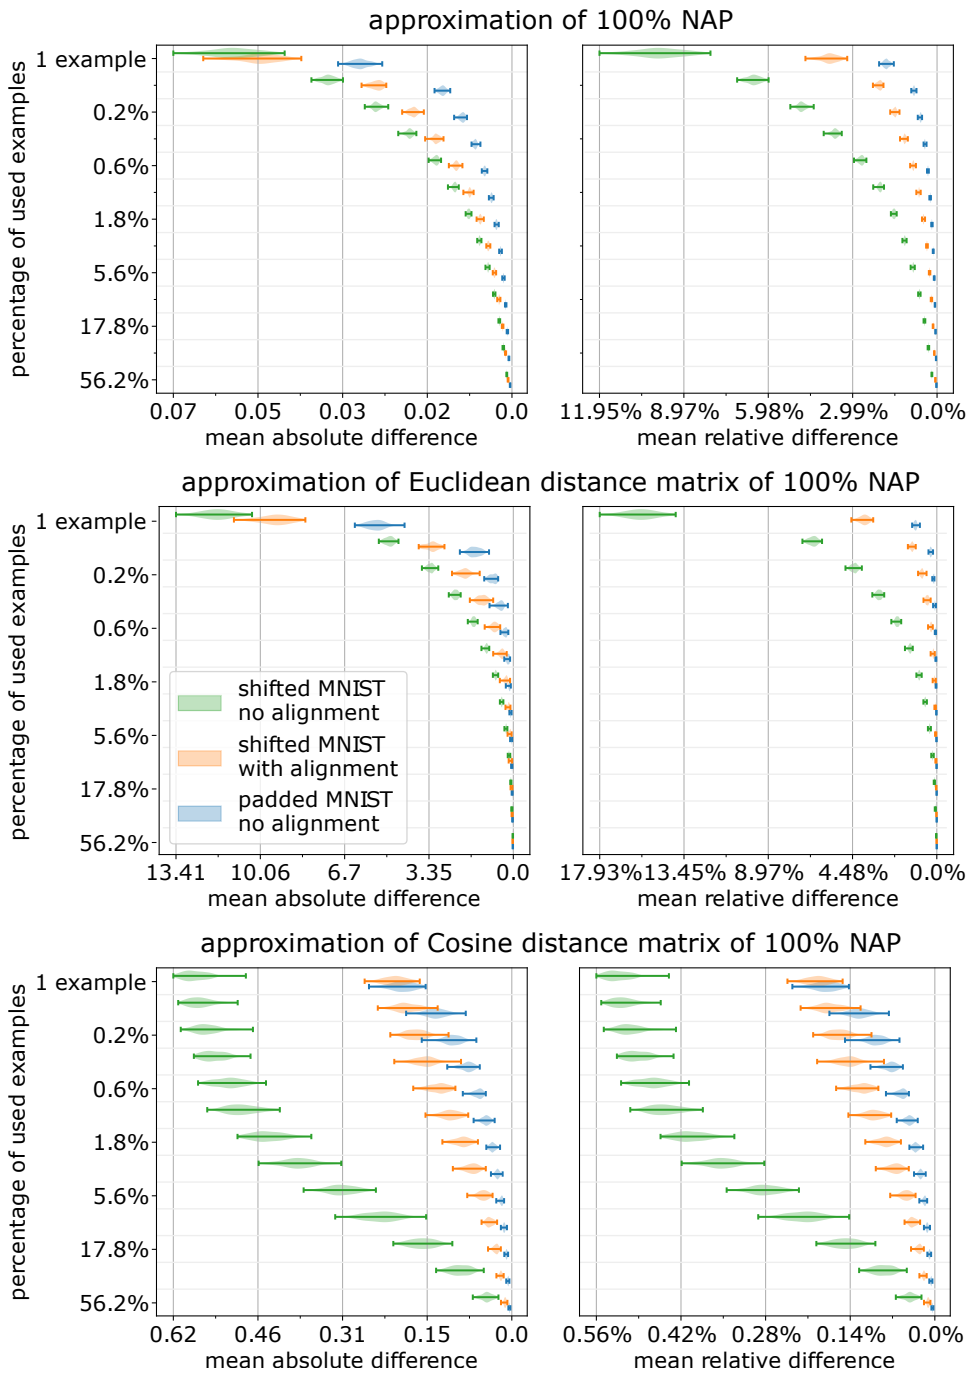 approximation of 100% NAP
percentage of used examples
1 example
0.2%
0.6%
1.8%
5.6%
17.8%
56.2%
0.07 0.05 0.03 0.02 0.0
mean absolute difference
11.95% 8.97% 5.98% 2.99% 0.0%
mean relative difference
approximation of Euclidean distance matrix of 100% NAP
percentage of used examples
1 example
0.2%
0.6%
1.8%
5.6%
17.8%
56.2%
shifted MNIST
no alignment
shifted MNIST
with alignment
padded MNIST
no alignment
13.41 10.06 6.7 3.35 0.0
mean absolute difference
17.93% 13.45% 8.97% 4.48% 0.0%
mean relative difference
approximation of Cosine distance matrix of 100% NAP
percentage of used examples
1 example
0.2%
0.6%
1.8%
5.6%
17.8%
56.2%
0.62 0.46 0.31 0.15 0.0
mean absolute difference
0.56% 0.42% 0.28% 0.14% 0.0%
mean relative difference